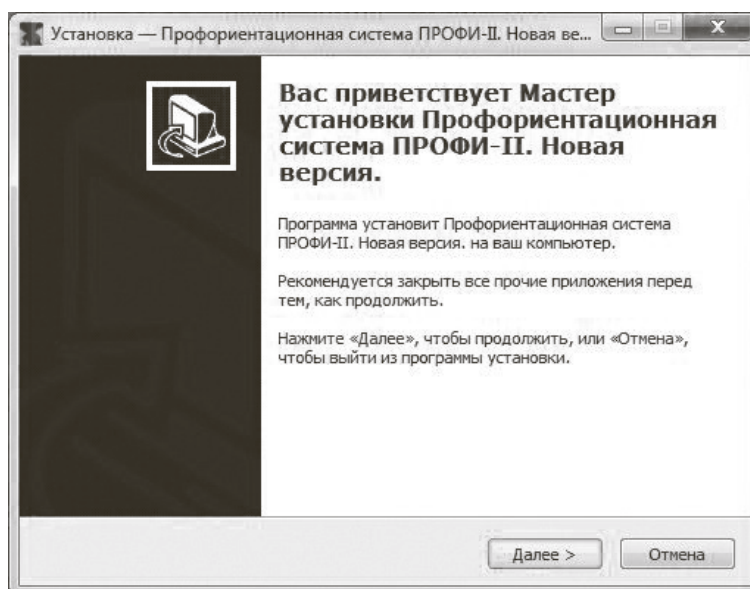 Установка — Профориентационная система ПРОФИ-II. Новая ве...
Вас приветствует Мастер
установки Профориентационная
система ПРОФИ-II. Новая
версия.
Программа установит Профориентационная система
ПРОФИ-II. Новая версия. на ваш компьютер.
Рекомендуется закрыть все прочие приложения перед
тем, как продолжить.
Нажмите «Далее», чтобы продолжить, или «Отмена»,
чтобы выйти из программы установки.
Далее >
Отмена